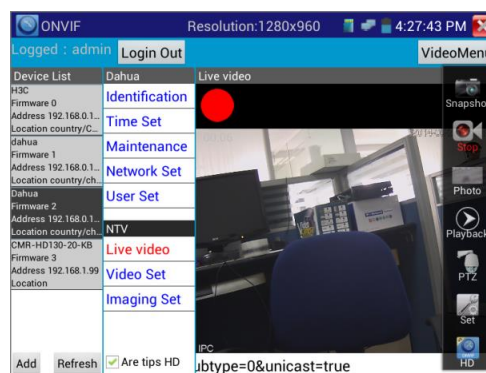 ONVIF Resolution:1280x960 4:27:43 PM
Logged : admin Login Out VideoMenu
Device List
H3C
Firmware 0
Address 192.168.0.1...
Location country/C...
dahua
Firmware 1
Address 192.168.0.1...
Location country/ch...
Dahua
Firmware 2
Address 192.168.0.1...
Location country/ch...
CMR-HD130-20-KB
Firmware 3
Address 192.168.1.99
Location
Add Refresh
Dahua
Identification
Time Set
Maintenance
Network Set
User Set
NTV
Live video
Video Set
Imaging Set
Are tips HD
Live video
IPC
ubtype=0&unicast=true
Snapsho
Stop
Photo
Playback
PTZ
Set
HD